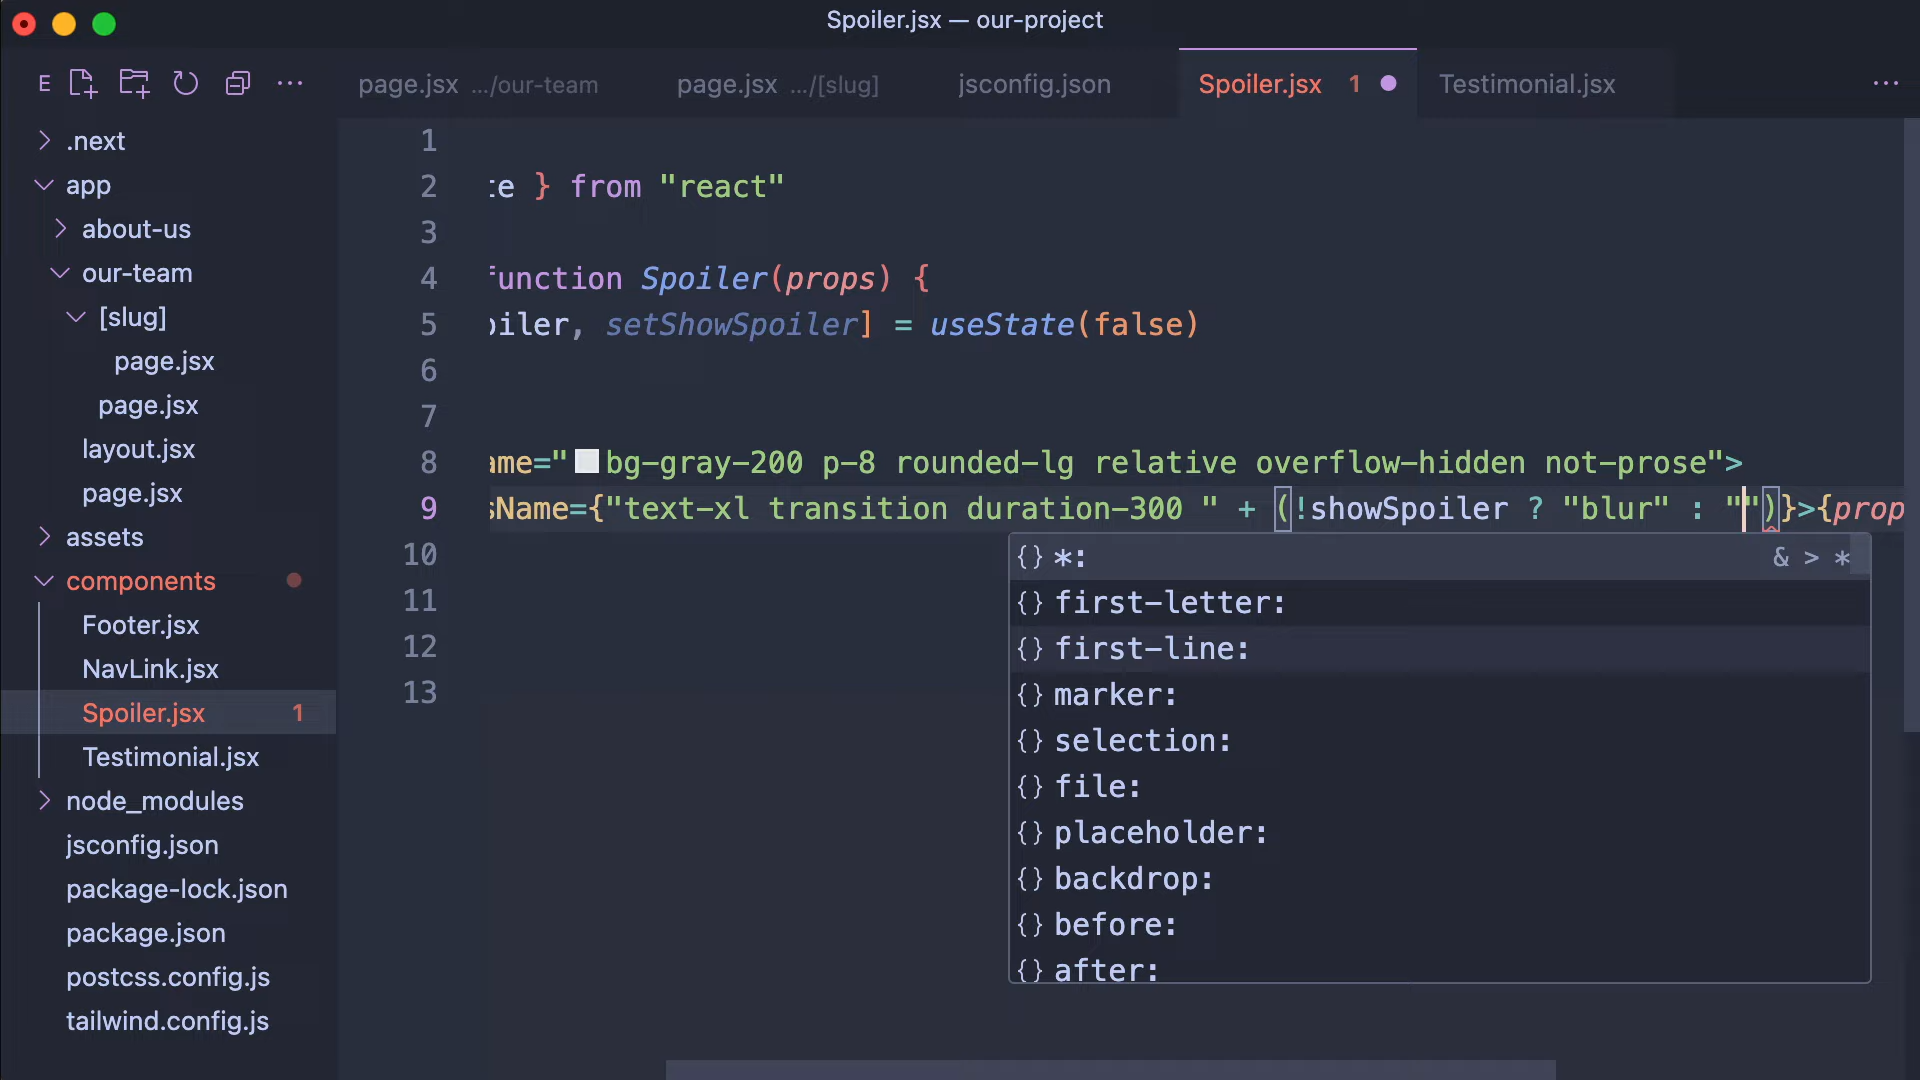 Spoiler.jsx — our-project
E
page.jsx .../our-team
page.jsx .../[slug]
jsconfig.json
Spoiler.jsx 1
Testimonial.jsx
.next
app
about-us
our-team
[slug]
page.jsx
page.jsx
layout.jsx
page.jsx
assets
components
Footer.jsx
NavLink.jsx
Spoiler.jsx 1
Testimonial.jsx
node_modules
jsconfig.json
package-lock.json
package.json
postcss.config.js
tailwind.config.js
1
2 te } from "react"
3
4 function Spoiler(props) {
5 oiler, setShowSpoiler] = useState(false)
6
7
8 ame="bg-gray-200 p-8 rounded-lg relative overflow-hidden not-prose">
9 sName={"text-xl transition duration-300 " + (!showSpoiler ? "blur" : "")}>{prop
10
11
12
13
{} *: & > *
{} first-letter:
{} first-line:
{} marker:
{} selection:
{} file:
{} placeholder:
{} backdrop:
{} before:
{} after: